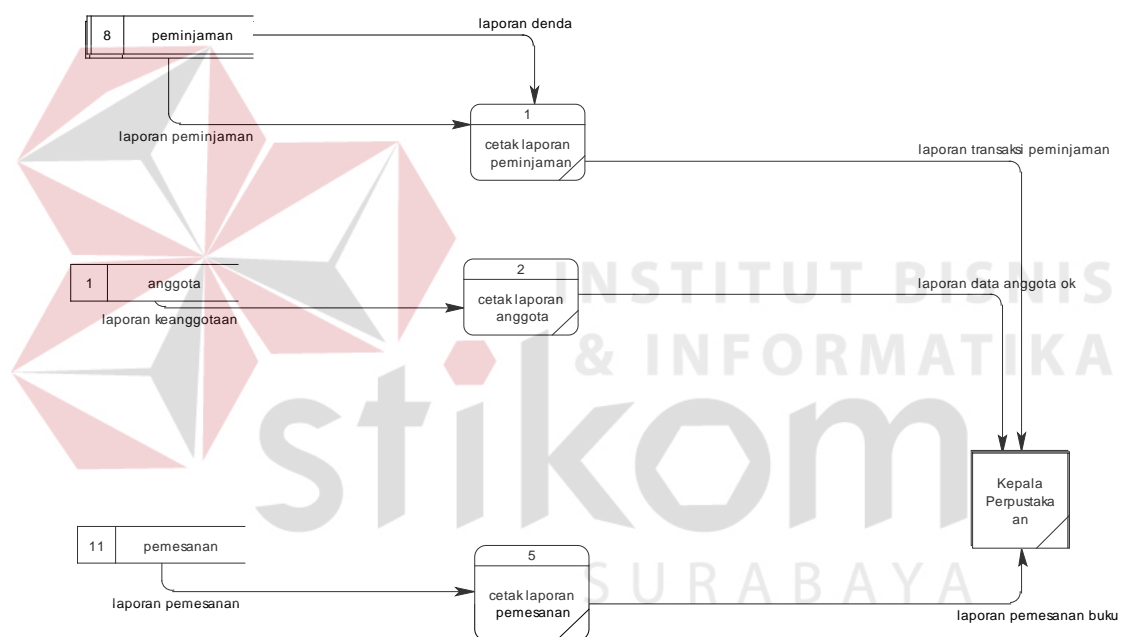 laporan denda
8
peminjaman
laporan peminjaman
1
cetak laporan
peminjaman
laporan transaksi peminjaman
1
anggota
laporan keanggotaan
2
cetak laporan
anggota
laporan data anggota ok
INSTITUT BISNIS
& INFORMATIKA
stikom
SURABAYA
Kepala
Perpustaka
an
11
pemesanan
laporan pemesanan
5
cetak laporan
pemesanan
laporan pemesanan buku